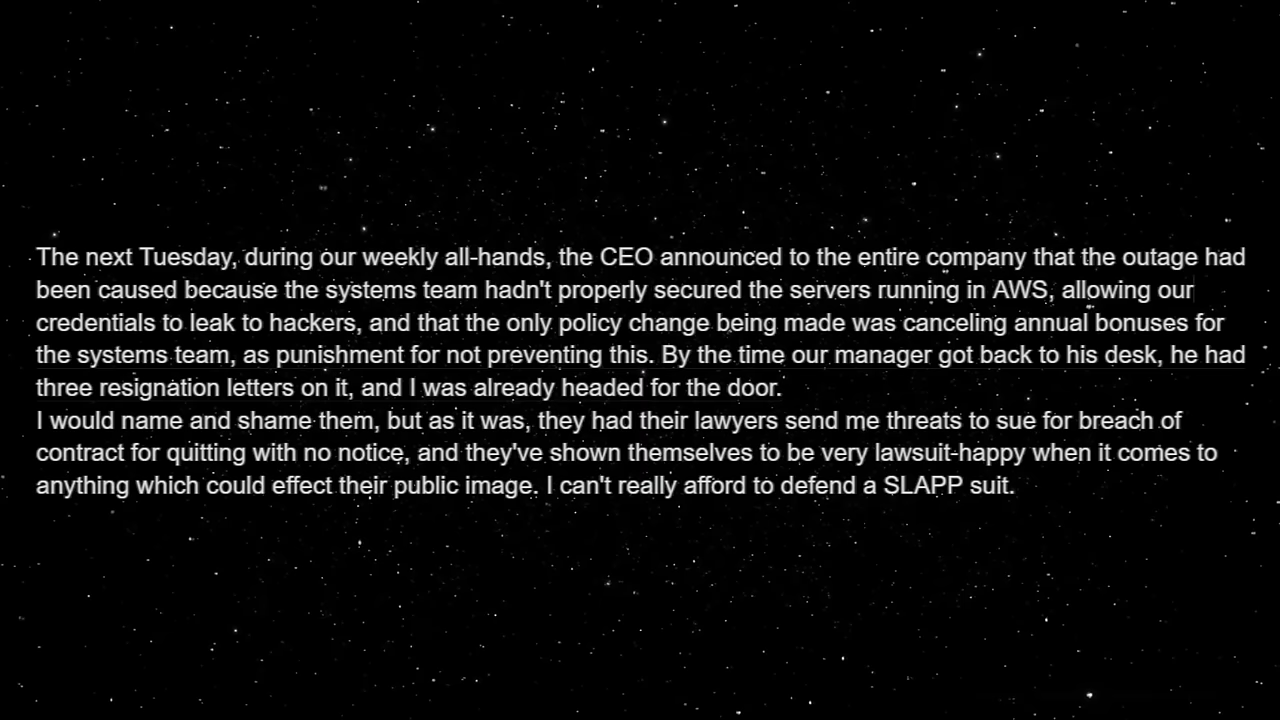 The next Tuesday, during our weekly all-hands, the CEO announced to the entire company that the outage had
been caused because the systems team hadn't properly secured the servers running in AWS, allowing our
credentials to leak to hackers, and that the only policy change being made was canceling annual bonuses for
the systems team, as punishment for not preventing this. By the time our manager got back to his desk, he had
three resignation letters on it, and I was already headed for the door.
I would name and shame them, but as it was, they had their lawyers send me threats to sue for breach of
contract for quitting with no notice, and they've shown themselves to be very lawsuit-happy when it comes to
anything which could effect their public image. I can't really afford to defend a SLAPP suit.